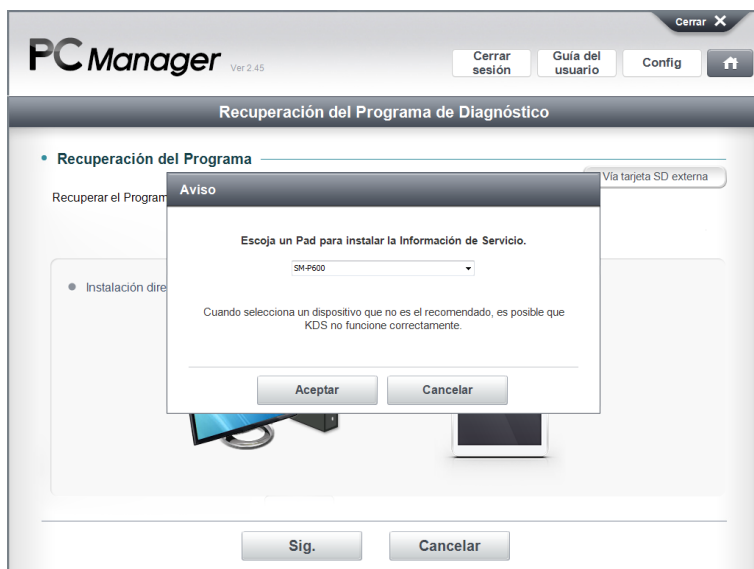 Cerrar X
PC Manager Ver 2.45
Cerrar sesión
Guía del usuario
Config
Recuperación del Programa de Diagnóstico
• Recuperación del Programa
Vía tarjeta SD externa
Recuperar el Program
Aviso
Escoja un Pad para instalar la Información de Servicio.
SM-P600
Instalación dire
Cuando selecciona un dispositivo que no es el recomendado, es posible que
KDS no funcione correctamente.
Aceptar
Cancelar
Sig.
Cancelar